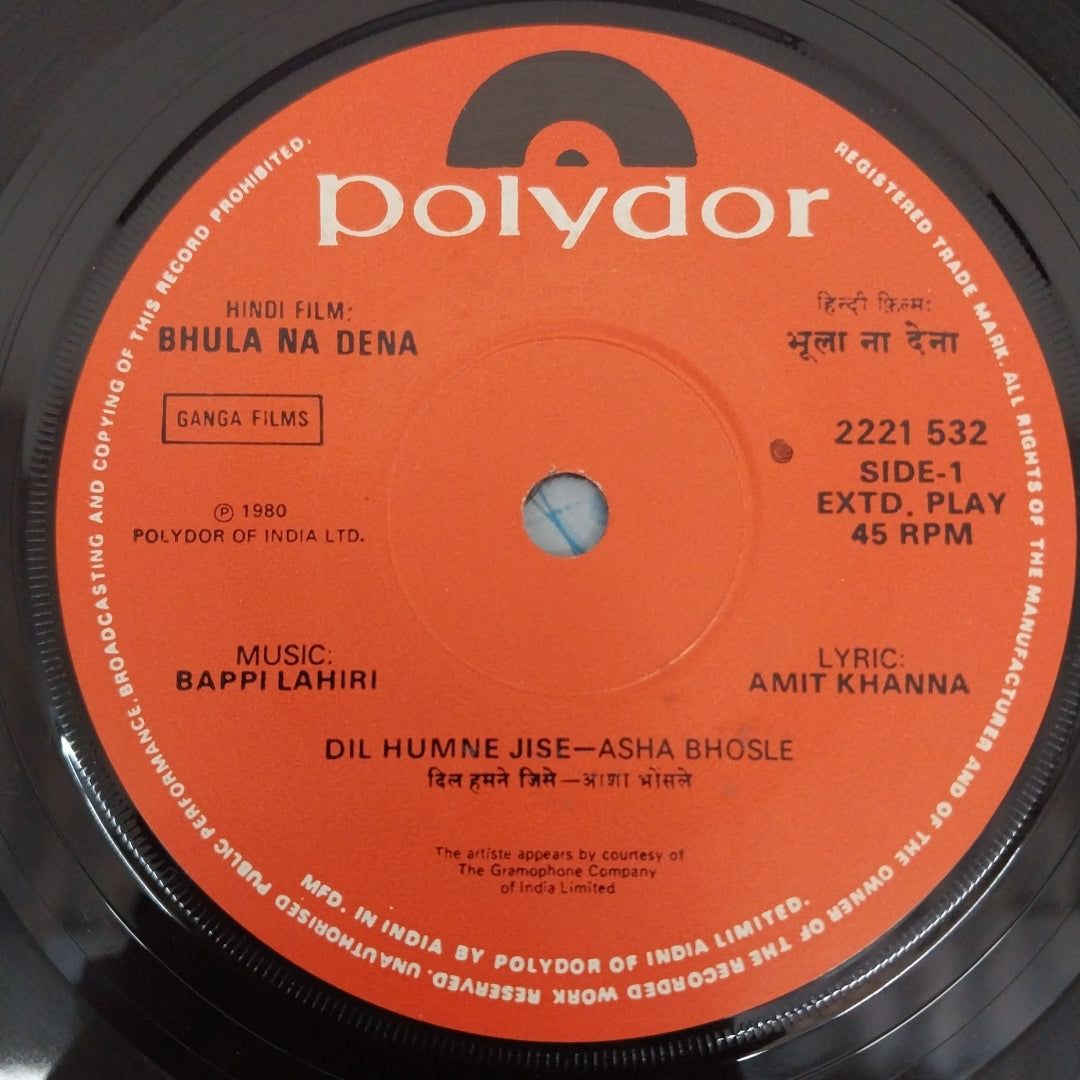 polydor
HINDI FILM:
BHULA NA DENA
हिन्दी फ़िल्म:
भूला ना देना
GANGA FILMS
2221 532
SIDE-1
EXTD. PLAY
45 RPM
Ⓟ 1980
POLYDOR OF INDIA LTD.
MUSIC:
BAPPI LAHIRI
LYRIC:
AMIT KHANNA
DIL HUMNE JISE—ASHA BHOSLE
दिल हमने जिसे—आशा भोंसले
The artiste appears by courtesy of
The Gramophone Company
of India Limited
MFD. IN INDIA BY POLYDOR OF INDIA LIMITED.
REGISTERED TRADE MARK. ALL RIGHTS OF THE MANUFACTURER AND OF THE OWNER OF THE RECORDED WORK RESERVED. UNAUTHORISED PUBLIC PERFORMANCE, BROADCASTING AND COPYING OF THIS RECORD PROHIBITED.